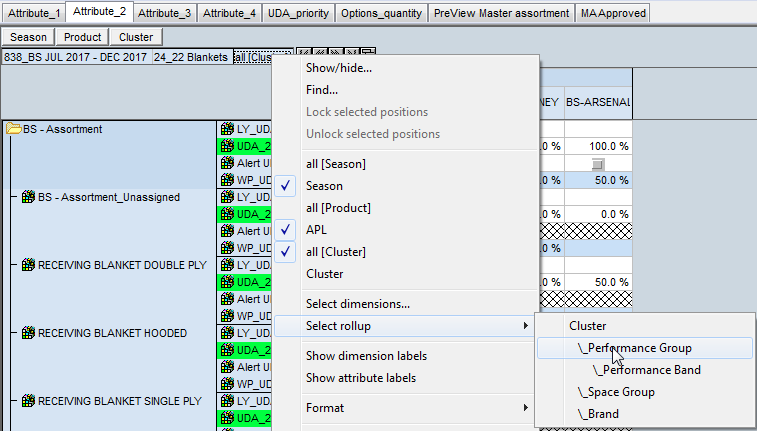 Attribute_1 Attribute_2 Attribute_3 Attribute_4 UDA_priority Options_quantity PreView Master assortment MAApproved
Season Product Cluster
838_BS JUL 2017 - DEC 2017 24_22 Blankets all [Clus
Show/hide...
Find...
Lock selected positions
Unlock selected positions
all [Season]
Season
all [Product]
APL
all [Cluster]
Cluster
Select dimensions...
Select rollup
Show dimension labels
Show attribute labels
Format
Cluster
\_Performance Group
\_Performance Band
\_Space Group
\_Brand
NEY BS-ARSENAL
BS - Assortment LY_UD
UDA_2 .0 % 100.0 %
Alert U
WP_UD .0 % 50.0 %
BS - Assortment_Unassigned LY_UD
UDA_2 .0 % 0.0 %
Alert U
WP_UD .0 %
RECEIVING BLANKET DOUBLE PLY LY_UD
UDA_2 .0 % 50.0 %
Alert U
WP_UD
RECEIVING BLANKET HOODED LY_UD
UDA_2
Alert U
WP_UD
RECEIVING BLANKET SINGLE PLY LY_UD
UDA_2